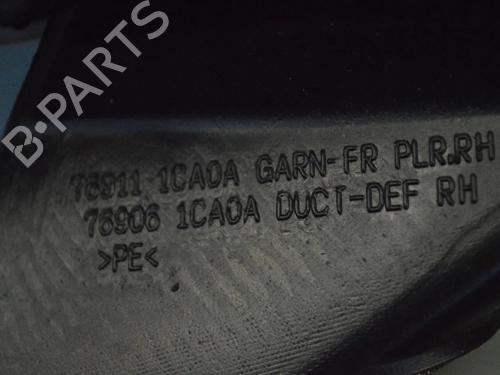 B-PARTS
76911 1CA0A GARN-FR PLR.RH
76906 1CA0A DUCT-DEF RH
>PE<